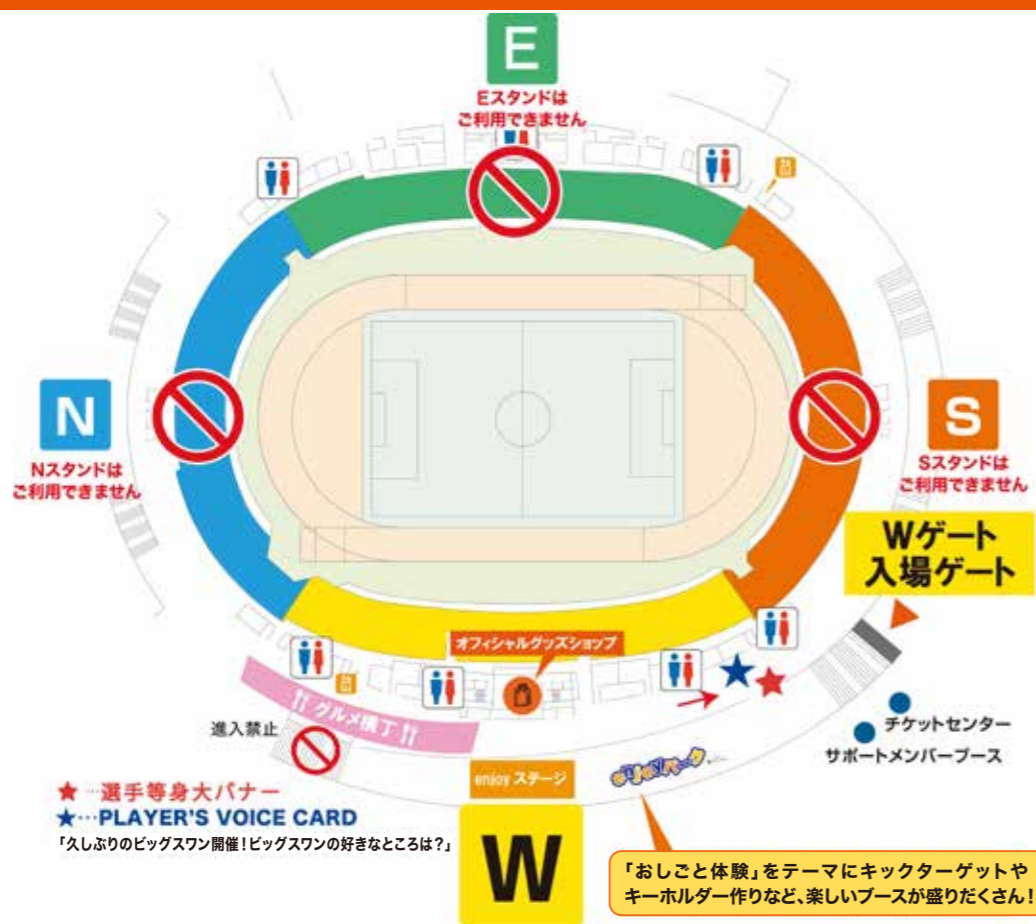 E
Eスタンドは
ご利用できません
N
Nスタンドは
ご利用できません
S
Sスタンドは
ご利用できません
Wゲート
入場ゲート
オフィシャルグッズショップ
グルメ横丁
進入禁止
チケットセンター
サポートメンバーブース
enjoy ステージ
★…選手等身大バナー
★…PLAYER'S VOICE CARD
「久しぶりのビッグスワン開催！ビッグスワンの好きなところは？」
W
「おしごと体験」をテーマにキックターゲットや
キーホルダー作りなど、楽しいブースが盛りだくさん！